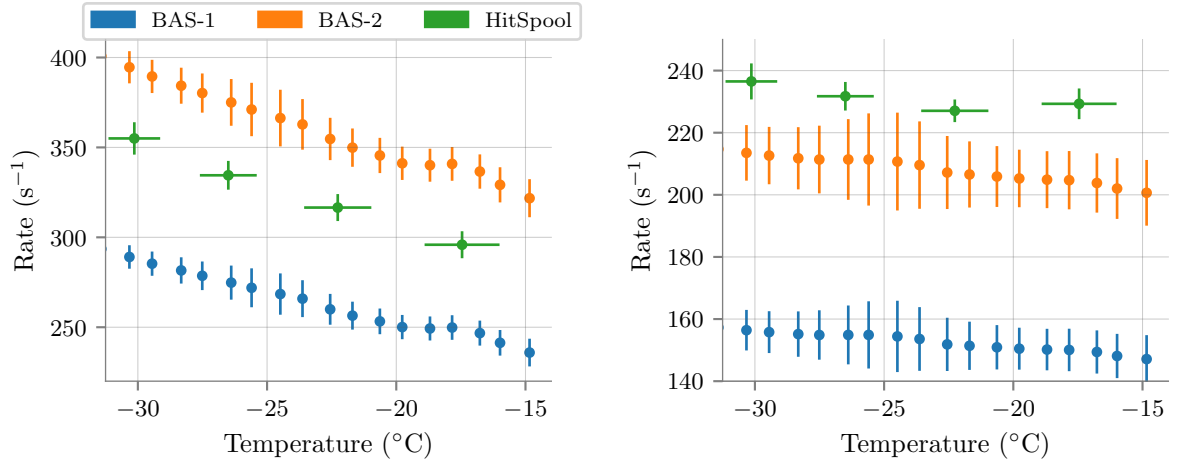 BAS-1 BAS-2 HitSpool
400
350
300
250
Rate (s⁻¹)
−30 −25 −20 −15
Temperature (°C)
240
220
200
180
160
140
Rate (s⁻¹)
−30 −25 −20 −15
Temperature (°C)